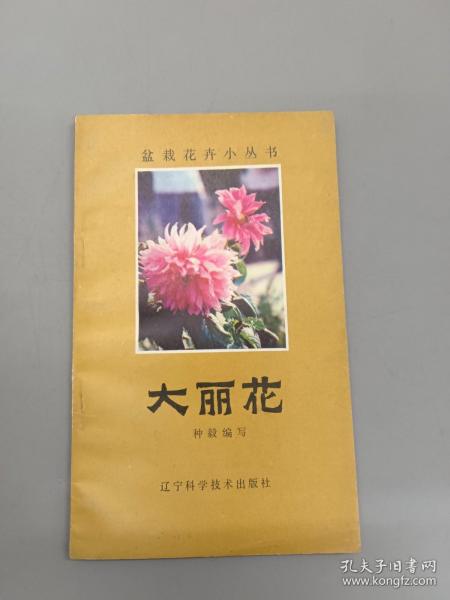 盆栽花卉小丛书
大丽花
种毅编写
辽宁科学技术出版社
孔夫子旧书网
www.kongfz.com